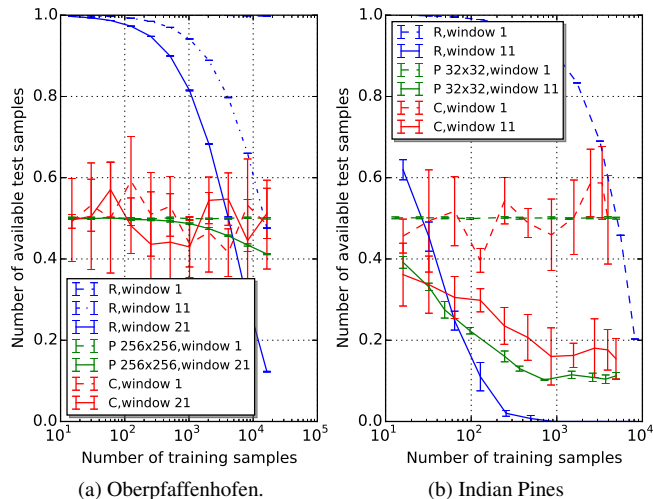 1.0
0.8
0.6
0.4
0.2
0.0
Number of available test samples
R,window 1
R,window 11
R,window 21
P 256x256,window 1
P 256x256,window 21
C,window 1
C,window 21
10^1
10^2
10^3
10^4
10^5
Number of training samples
(a) Oberpfaffenhofen.
1.0
0.8
0.6
0.4
0.2
0.0
Number of available test samples
R,window 1
R,window 11
P 32x32,window 1
P 32x32,window 11
C,window 1
C,window 11
10^1
10^2
10^3
10^4
Number of training samples
(b) Indian Pines